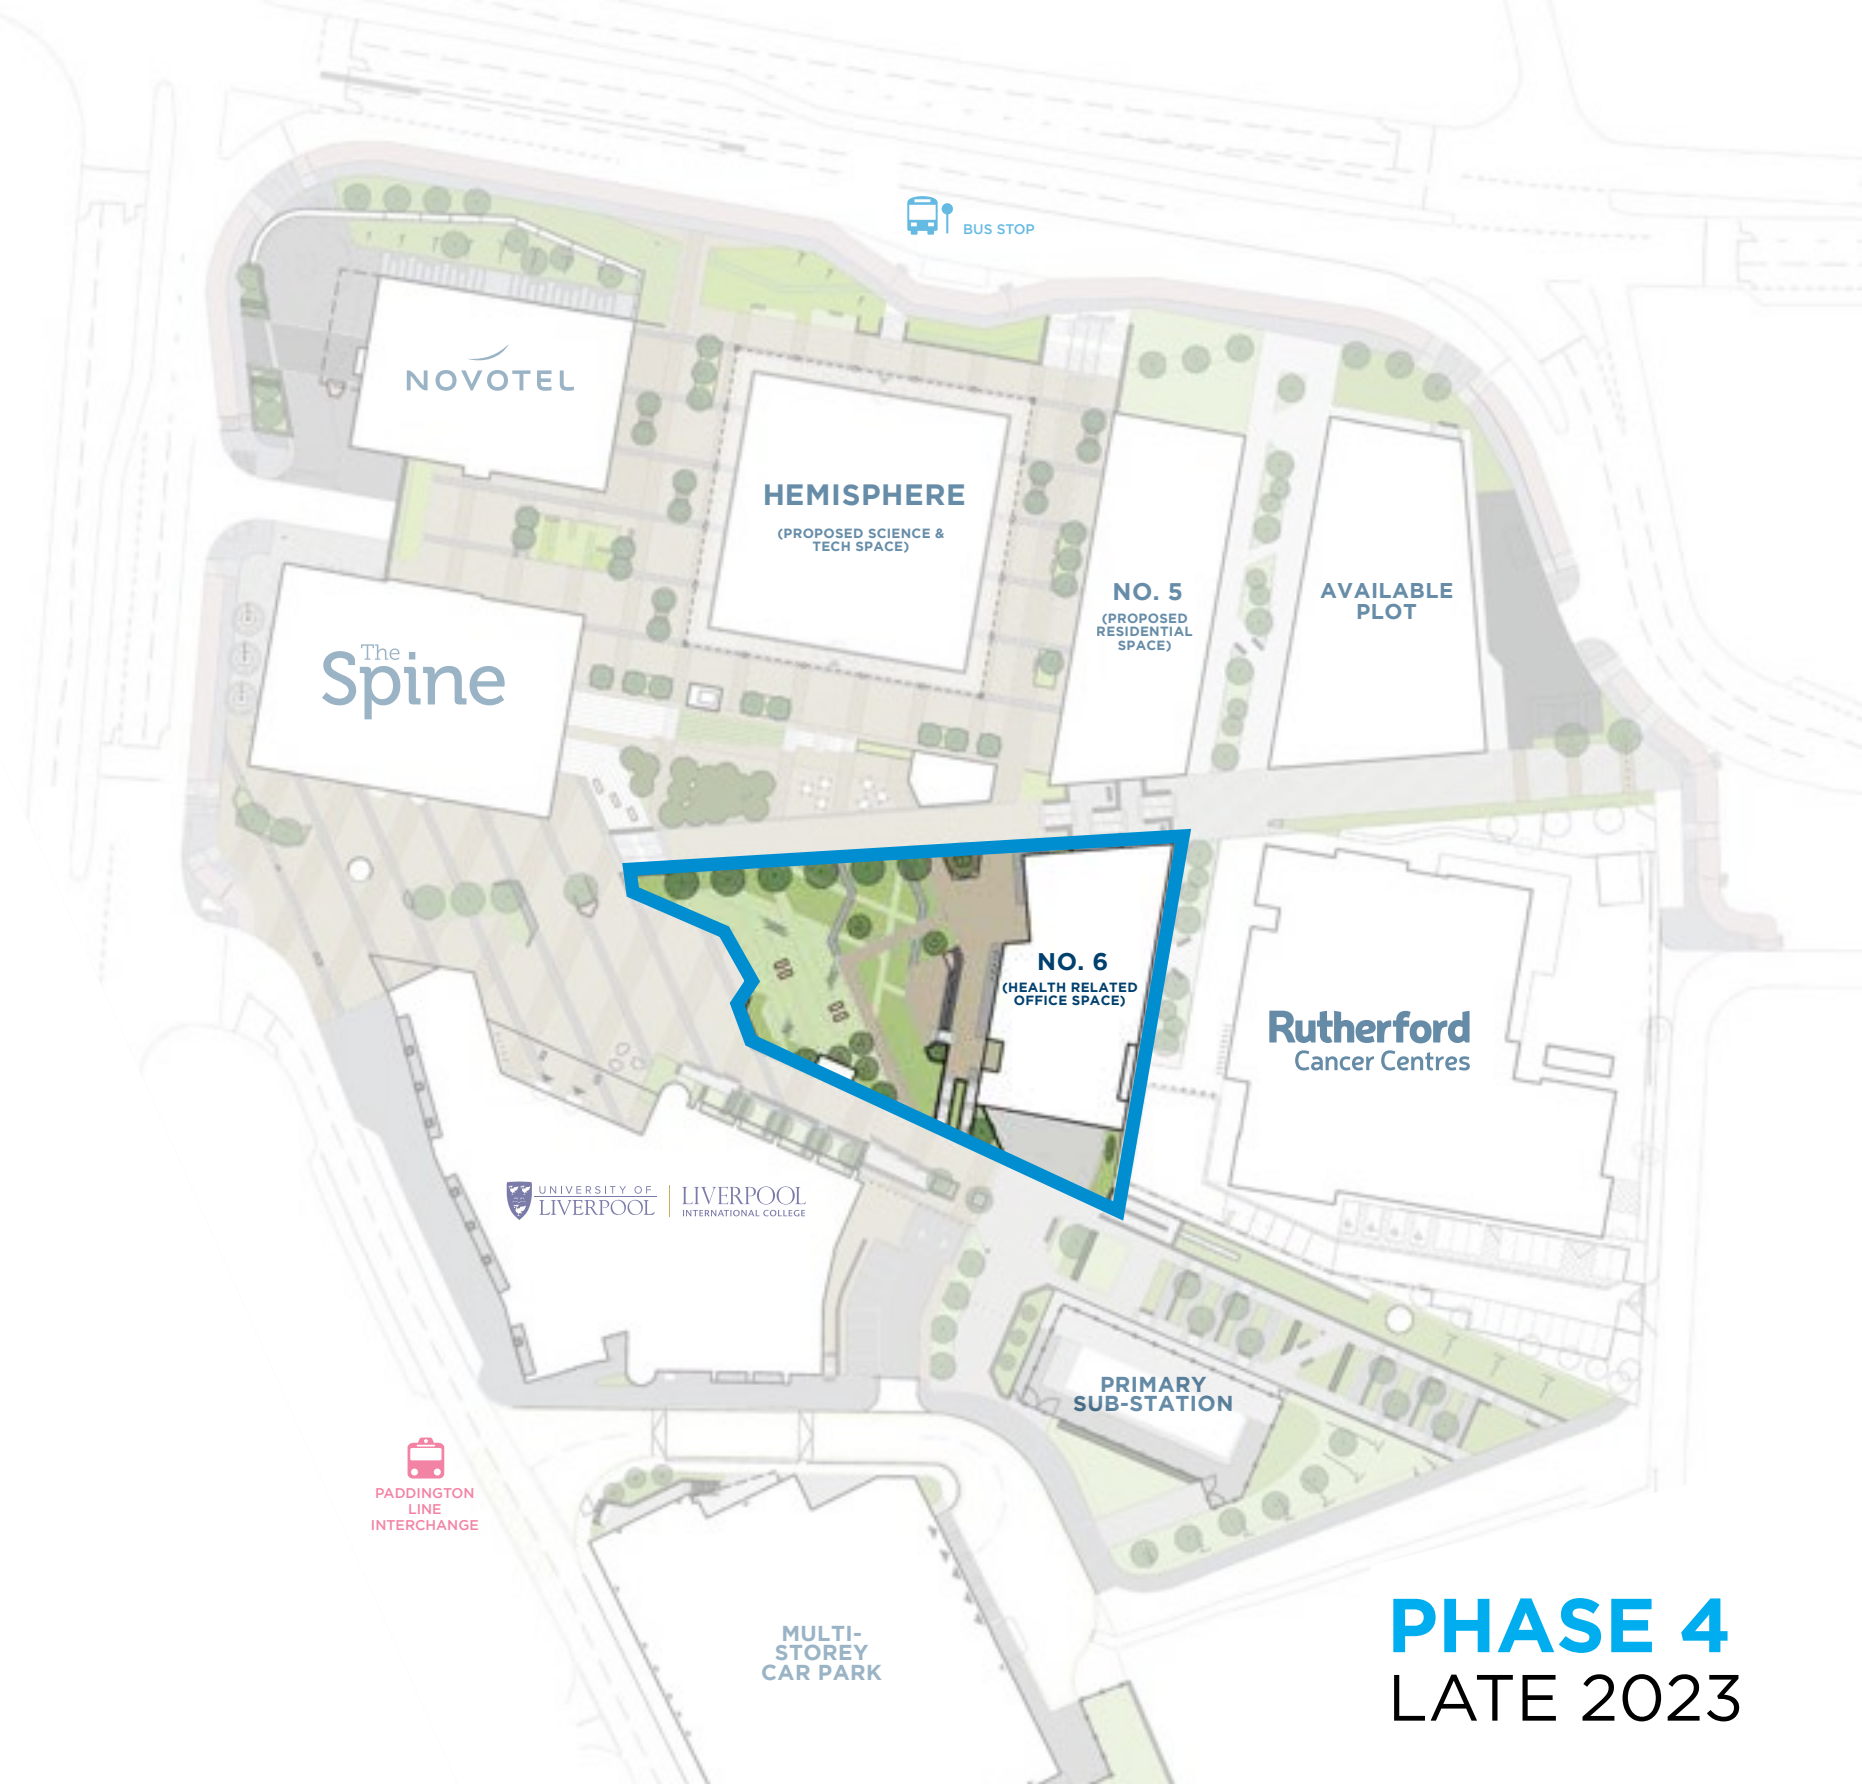 BUS STOP
NOVOTEL
HEMISPHERE
(PROPOSED SCIENCE &
TECH SPACE)
NO. 5
(PROPOSED
RESIDENTIAL
SPACE)
AVAILABLE
PLOT
The
Spine
NO. 6
(HEALTH RELATED
OFFICE SPACE)
Rutherford
Cancer Centres
UNIVERSITY OF
LIVERPOOL
LIVERPOOL
INTERNATIONAL COLLEGE
PRIMARY
SUB-STATION
PADDINGTON
LINE
INTERCHANGE
MULTI-
STOREY
CAR PARK
PHASE 4
LATE 2023